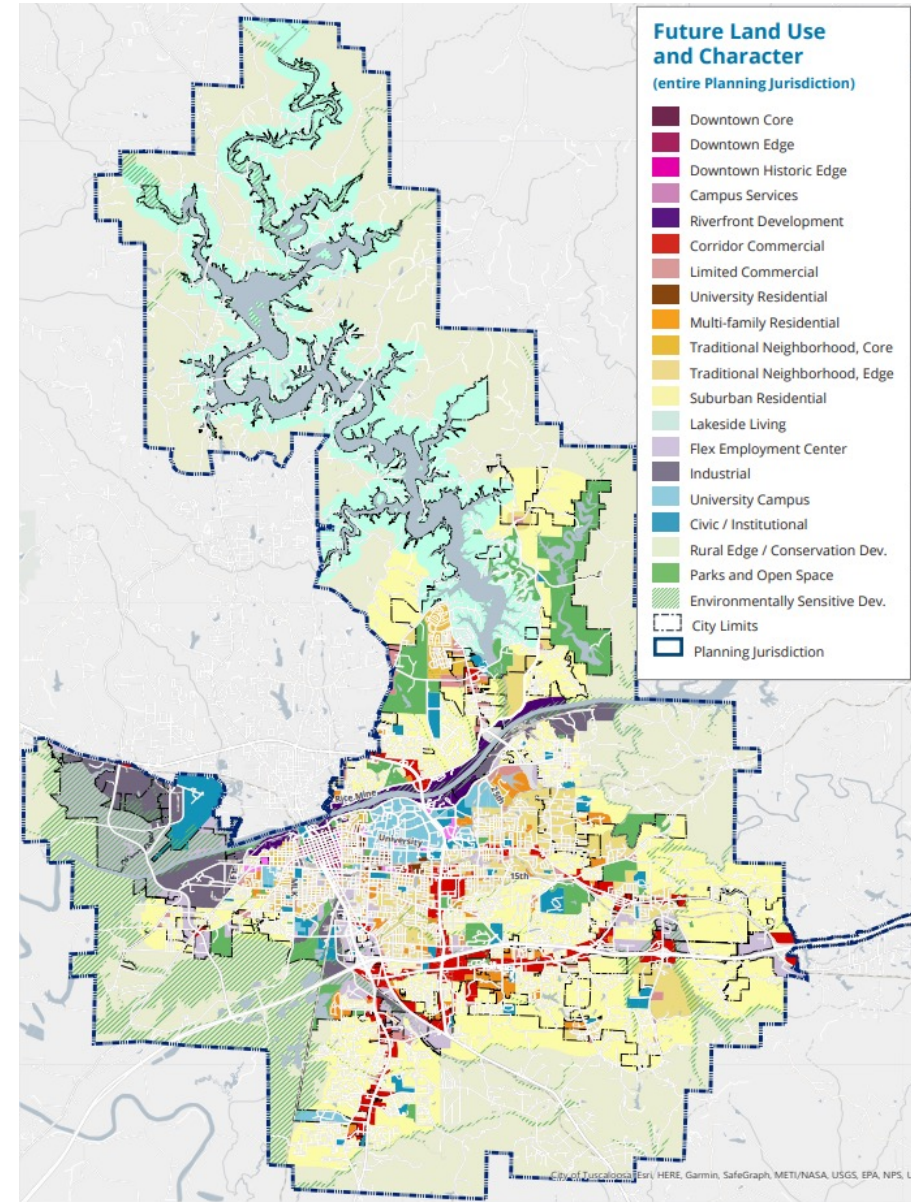 Future Land Use
and Character
(entire Planning Jurisdiction)
Downtown Core
Downtown Edge
Downtown Historic Edge
Campus Services
Riverfront Development
Corridor Commercial
Limited Commercial
University Residential
Multi-family Residential
Traditional Neighborhood, Core
Traditional Neighborhood, Edge
Suburban Residential
Lakeside Living
Flex Employment Center
Industrial
University Campus
Civic / Institutional
Rural Edge / Conservation Dev.
Parks and Open Space
Environmentally Sensitive Dev.
City Limits
Planning Jurisdiction
Rice Mine
University
15th
City of Tuscaloosa, Esri, HERE, Garmin, SafeGraph, METI/NASA, USGS, EPA, NPS, U